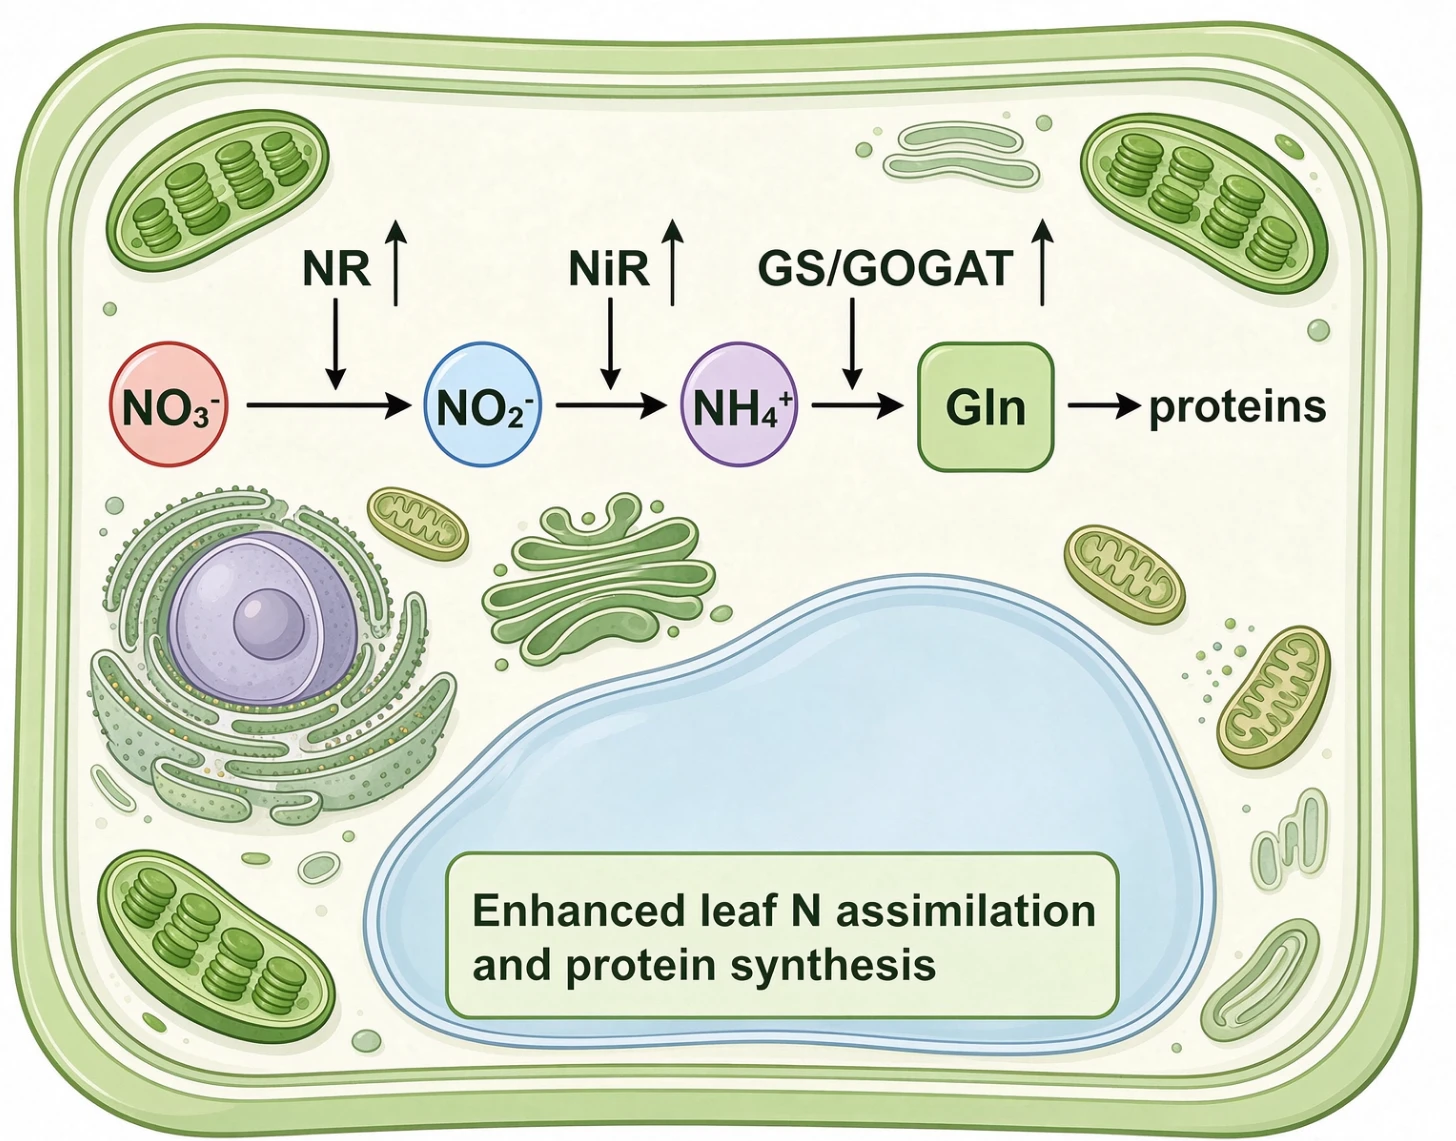 NR NiR GS/GOGAT
NO₃⁻ NO₂⁻ NH₄⁺ Gln proteins
Enhanced leaf N assimilation
and protein synthesis